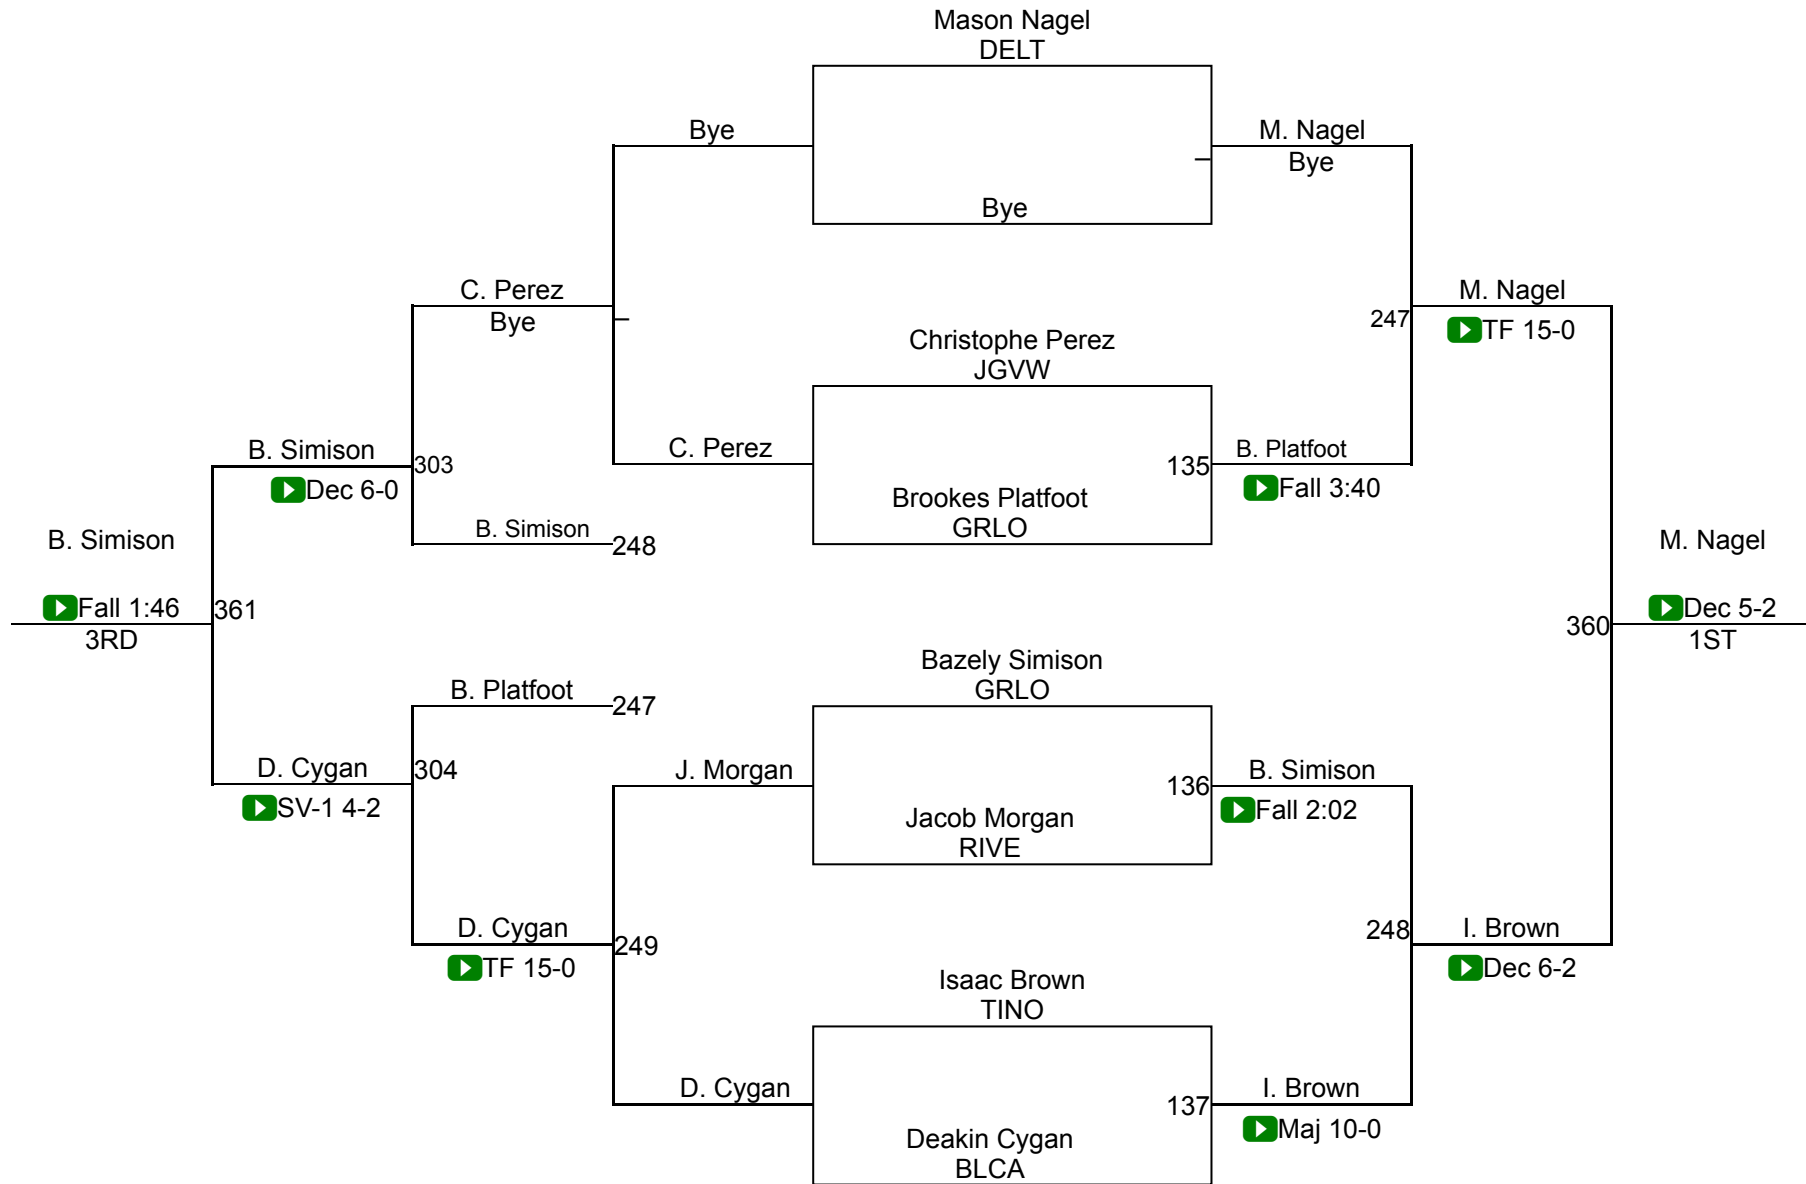 Mason Nagel
DELT
Bye
M. Nagel
Bye
Bye
C. Perez
Bye
M. Nagel
247
TF 15-0
Christophe Perez
JGVW
B. Simison
303
Dec 6-0
C. Perez
135
B. Platfoot
Fall 3:40
Brookes Platfoot
GRLO
B. Simison
248
B. Simison
M. Nagel
Fall 1:46
361
3RD
360
Dec 5-2
1ST
Bazely Simison
GRLO
B. Platfoot
247
D. Cygan
304
SV-1 4-2
J. Morgan
136
B. Simison
Fall 2:02
Jacob Morgan
RIVE
D. Cygan
249
TF 15-0
248
I. Brown
Dec 6-2
Isaac Brown
TINO
D. Cygan
137
I. Brown
Maj 10-0
Deakin Cygan
BLCA